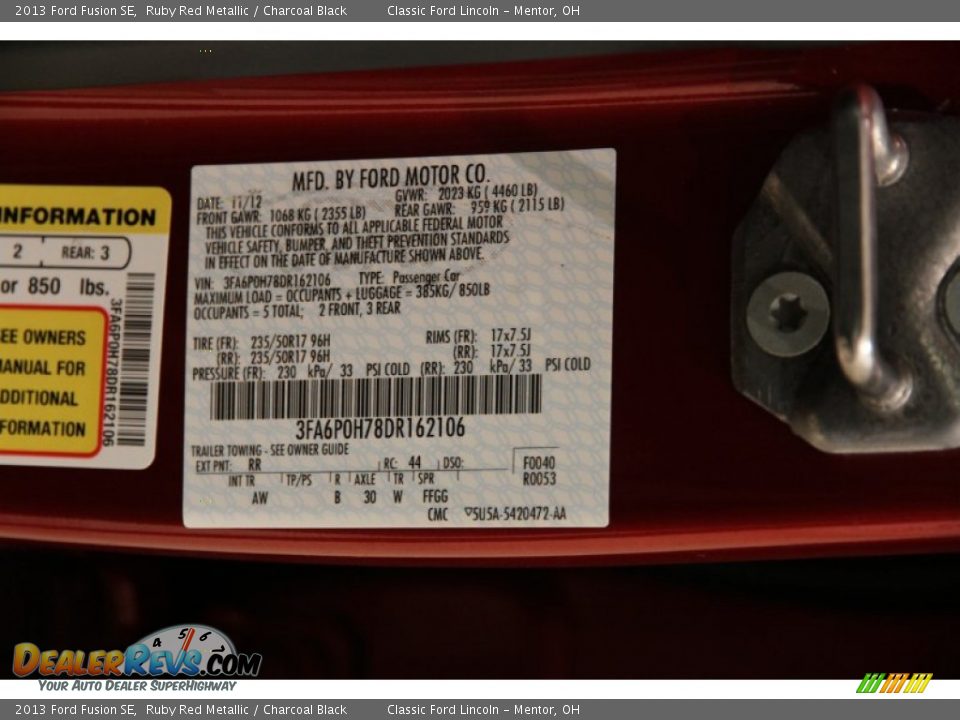 2013 Ford Fusion SE, Ruby Red Metallic / Charcoal Black Classic Ford Lincoln - Mentor, OH
INFORMATION
2 REAR: 3
or 850 lbs.
EE OWNERS
MANUAL FOR
DDITIONAL
FORMATION
3FA6P0H78DR162106
MFD. BY FORD MOTOR CO.
DATE: 11/12 GVWR: 2023 KG ( 4460 LB)
FRONT GAWR: 1068 KG ( 2355 LB) REAR GAWR: 959 KG ( 2115 LB)
THIS VEHICLE CONFORMS TO ALL APPLICABLE FEDERAL MOTOR
VEHICLE SAFETY, BUMPER, AND THEFT PREVENTION STANDARDS
IN EFFECT ON THE DATE OF MANUFACTURE SHOWN ABOVE.
VIN: 3FA6P0H78DR162106 TYPE: Passenger Car
MAXIMUM LOAD = OCCUPANTS + LUGGAGE = 385KG/ 850LB
OCCUPANTS = 5 TOTAL; 2 FRONT, 3 REAR
TIRE (FR): 235/50R17 96H RIMS (FR): 17x7.5J
(RR): 235/50R17 96H (RR): 17x7.5J
PRESSURE (FR): 230 kPa/ 33 PSI COLD (RR): 230 kPa/ 33 PSI COLD
3FA6P0H78DR162106
TRAILER TOWING - SEE OWNER GUIDE
EXT PNT: RR RC: 44 DSO: F0040
R0053
INT TR TP/PS R AXLE TR SPR
AW B 30 W FFGG
CMC ▽5U5A-5420472-AA
4 5 6
DEALERREVS.COM
YOUR AUTO DEALER SUPERHIGHWAY
2013 Ford Fusion SE, Ruby Red Metallic / Charcoal Black Classic Ford Lincoln - Mentor, OH